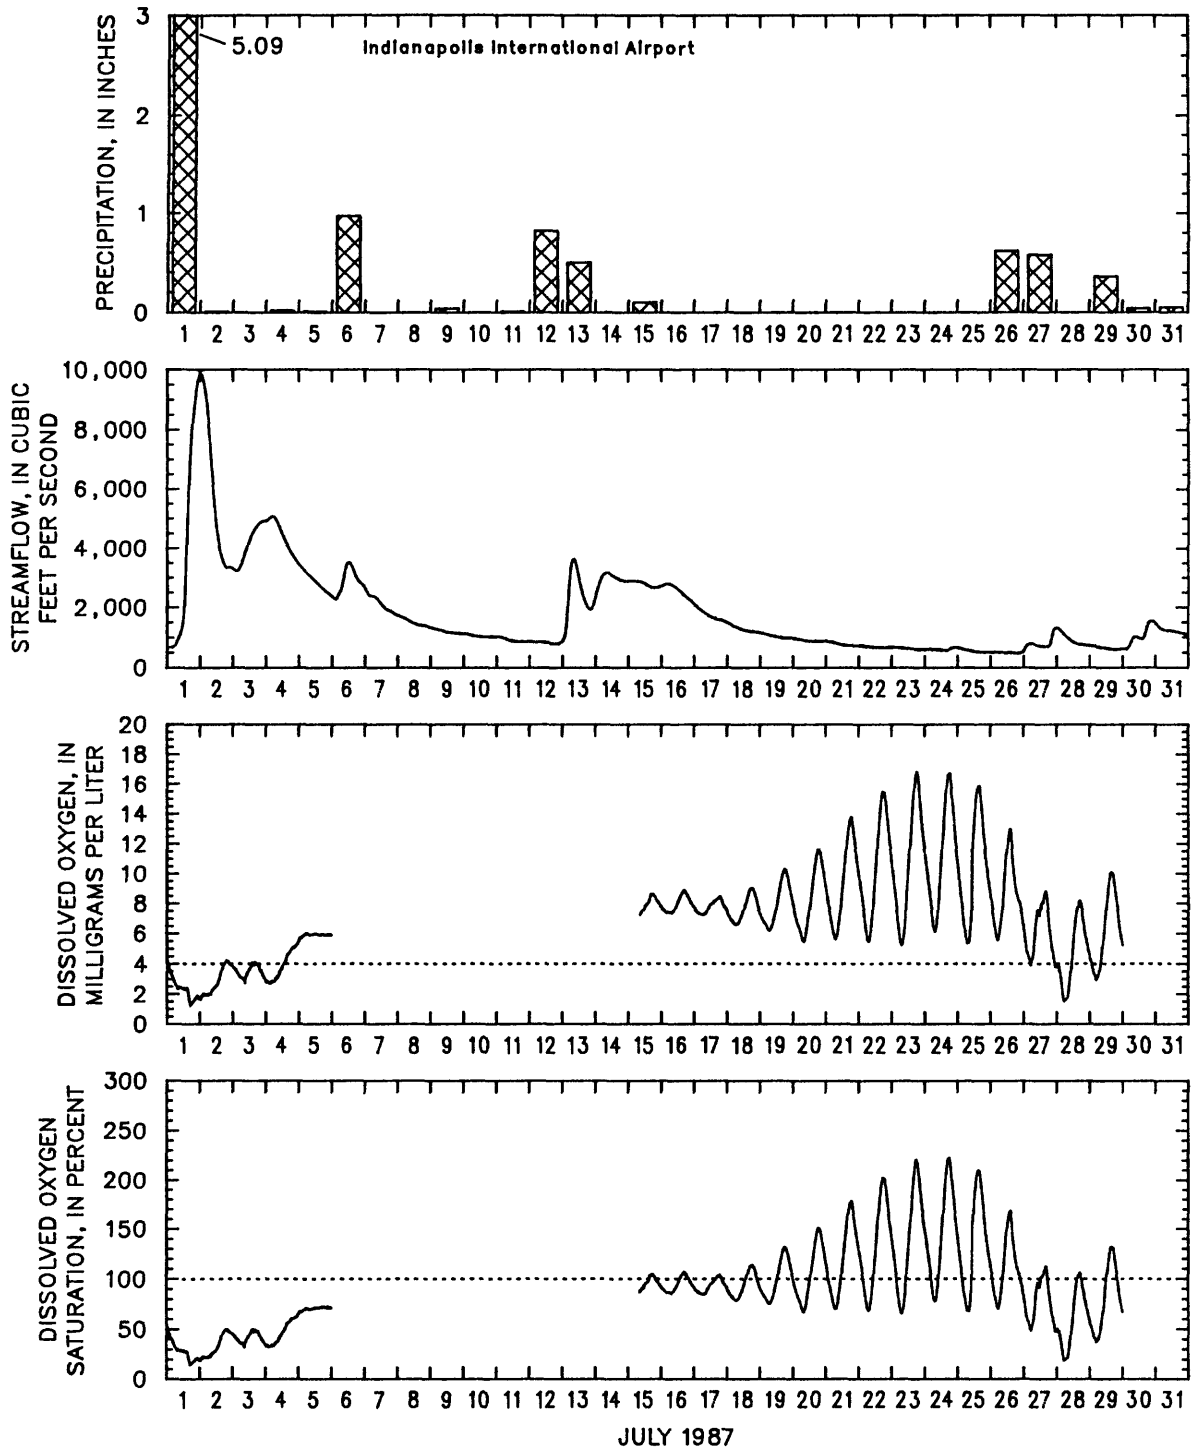 PRECIPITATION, IN INCHES
3
2
1
0
5.09
Indianapolis International Airport
1 2 3 4 5 6 7 8 9 10 11 12 13 14 15 16 17 18 19 20 21 22 23 24 25 26 27 28 29 30 31
STREAMFLOW, IN CUBIC
FEET PER SECOND
10,000
8,000
6,000
4,000
2,000
0
1 2 3 4 5 6 7 8 9 10 11 12 13 14 15 16 17 18 19 20 21 22 23 24 25 26 27 28 29 30 31
DISSOLVED OXYGEN, IN
MILLIGRAMS PER LITER
20
18
16
14
12
10
8
6
4
2
0
1 2 3 4 5 6 7 8 9 10 11 12 13 14 15 16 17 18 19 20 21 22 23 24 25 26 27 28 29 30 31
DISSOLVED OXYGEN
SATURATION, IN PERCENT
300
250
200
150
100
50
0
1 2 3 4 5 6 7 8 9 10 11 12 13 14 15 16 17 18 19 20 21 22 23 24 25 26 27 28 29 30 31
JULY 1987